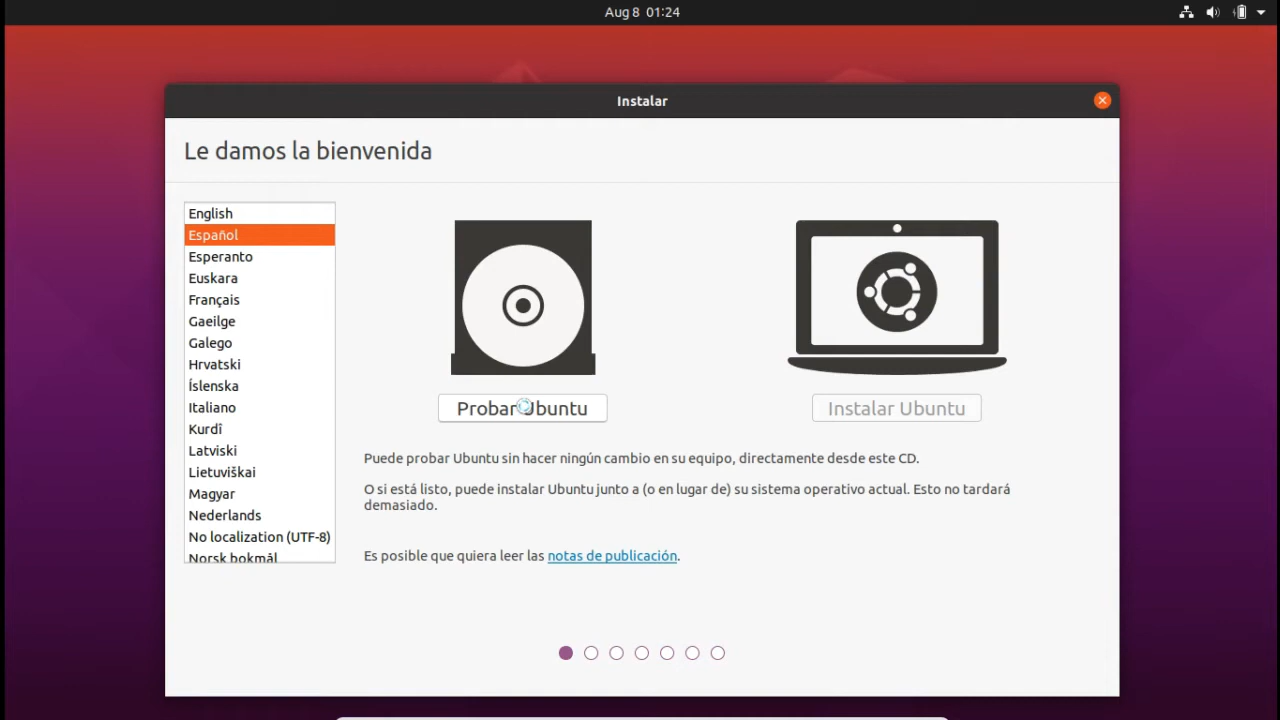 Aug 8 01:24
Instalar
Le damos la bienvenida
English
Español
Esperanto
Euskara
Français
Gaeilge
Galego
Hrvatski
Íslenska
Italiano
Kurdî
Latviski
Lietuviškai
Magyar
Nederlands
No localization (UTF-8)
Norsk bokmål
Probar Ubuntu
Instalar Ubuntu
Puede probar Ubuntu sin hacer ningún cambio en su equipo, directamente desde este CD.
O si está listo, puede instalar Ubuntu junto a (o en lugar de) su sistema operativo actual. Esto no tardará
demasiado.
Es posible que quiera leer las notas de publicación.